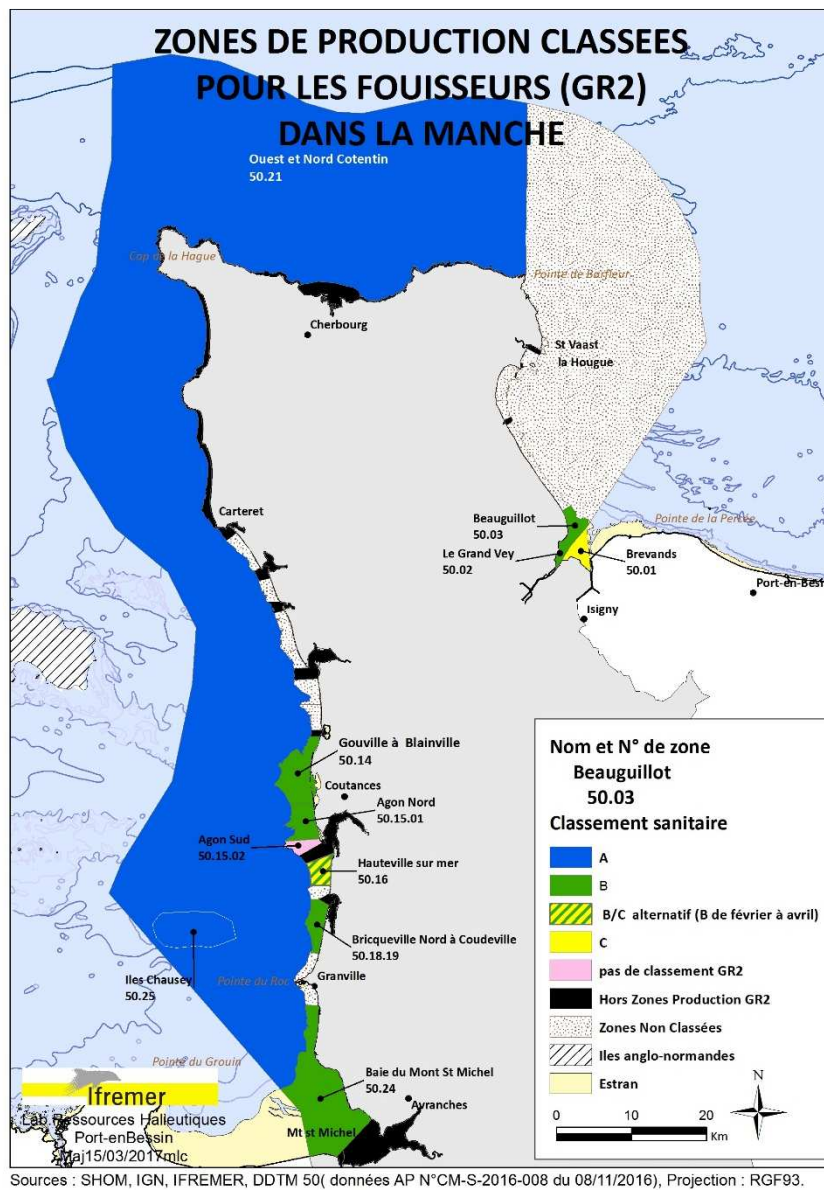 ZONES DE PRODUCTION CLASSEES
POUR LES FOUISSEURS (GR2)
DANS LA MANCHE
Ouest et Nord Cotentin
50.21
Cap de la Hague
Pointe de Barfleur
Cherbourg
St Vaast
la Hougue
Carteret
Beauguillot
50.03
Pointe de la Percée
Le Grand Vey
50.02
Brevands
50.01
Port-en-Bessin
Isigny
Gouville à Blainville
50.14
Coutances
Agon Nord
50.15.01
Agon Sud
50.15.02
Hauteville sur mer
50.16
Bricqueville Nord à Coudeville
50.18.19
Iles Chausey
50.25
Pointe du Roc
Granville
Pointe du Grouin
Baie du Mont St Michel
50.24
Avranches
Mt st Michel
Nom et N° de zone
Beauguillot
50.03
Classement sanitaire
A
B
B/C alternatif (B de février à avril)
C
pas de classement GR2
Hors Zones Production GR2
Zones Non Classées
Iles anglo-normandes
Estran
N
0 10 20
Km
Ifremer
Lab Ressources Halieutiques
Port-enBessin
Maj15/03/2017mlc
Sources : SHOM, IGN, IFREMER, DDTM 50( données AP N°CM-S-2016-008 du 08/11/2016), Projection : RGF93.